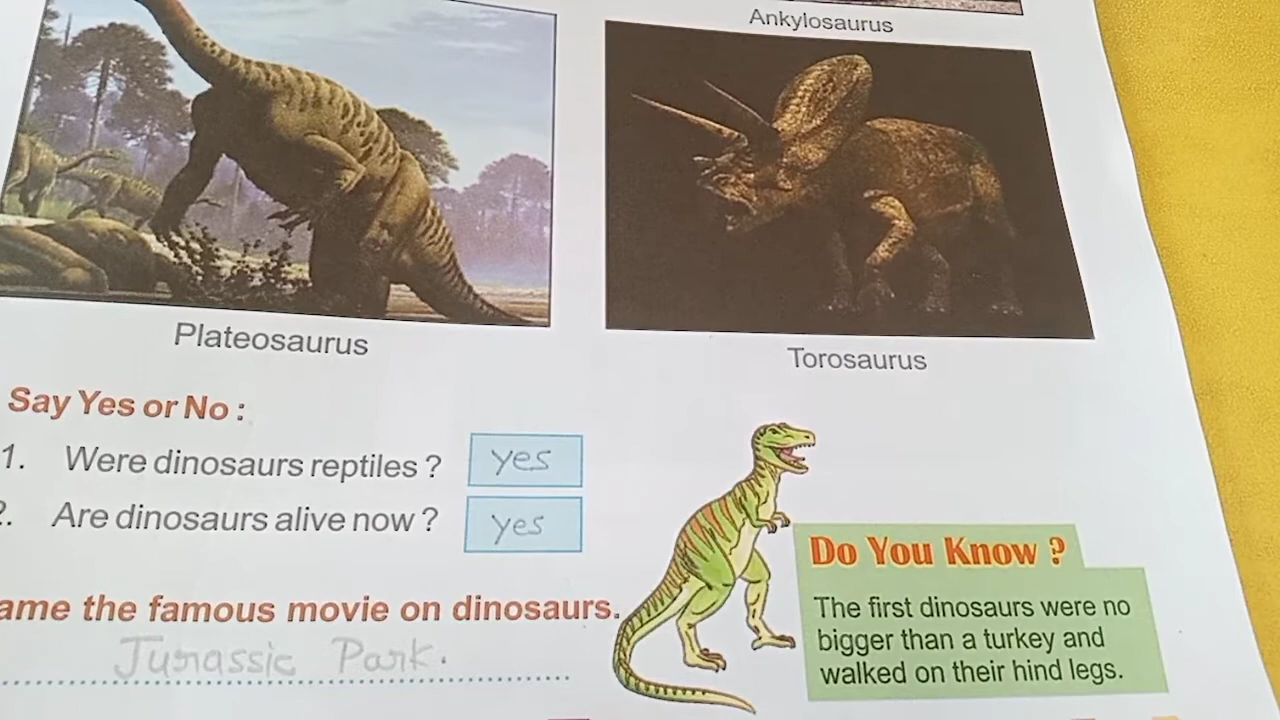 Ankylosaurus
Plateosaurus
Torosaurus
Say Yes or No :
1. Were dinosaurs reptiles ? yes
. Are dinosaurs alive now ? yes
ame the famous movie on dinosaurs.
Jurassic Park.
Do You Know ?
The first dinosaurs were no
bigger than a turkey and
walked on their hind legs.